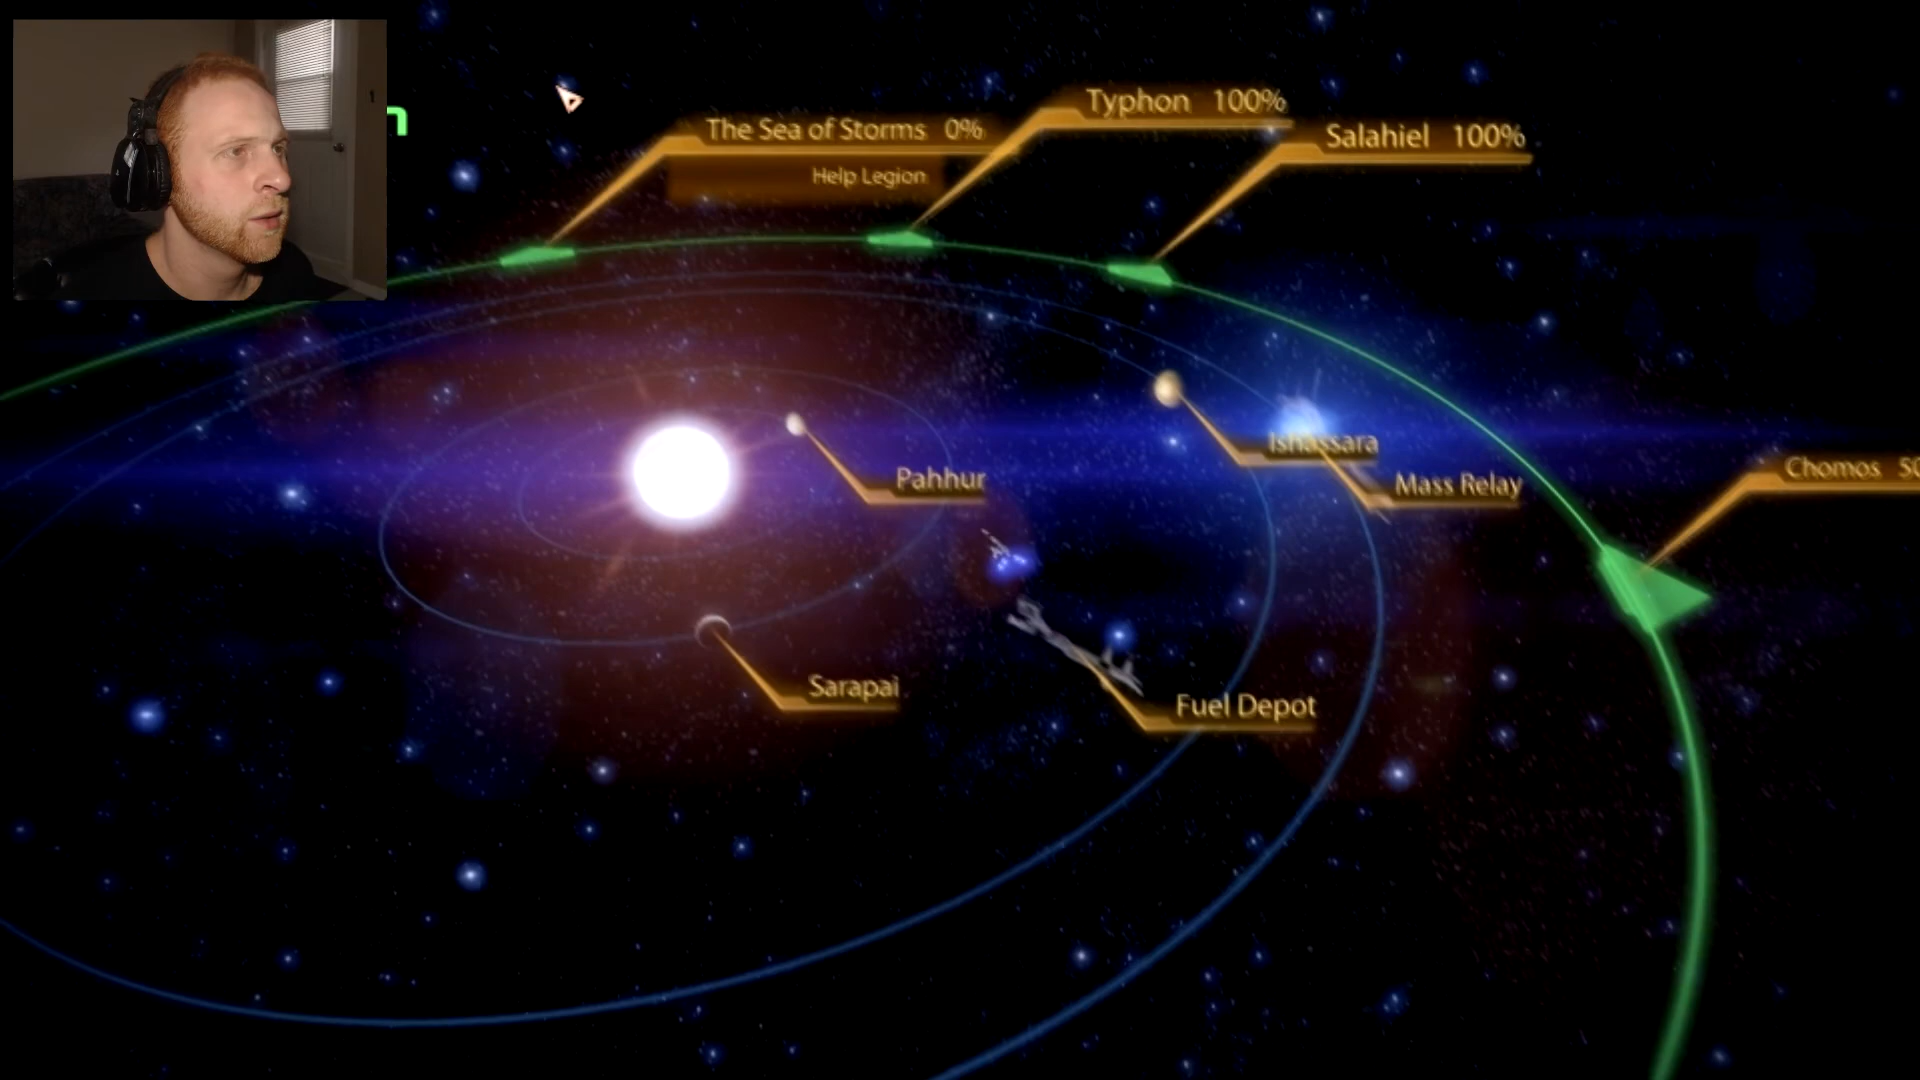 n
The Sea of Storms 0%
Help Legion
Typhon 100%
Salahiel 100%
Ishassara
Mass Relay
Chomos 50
Pahhur
Sarapai
Fuel Depot